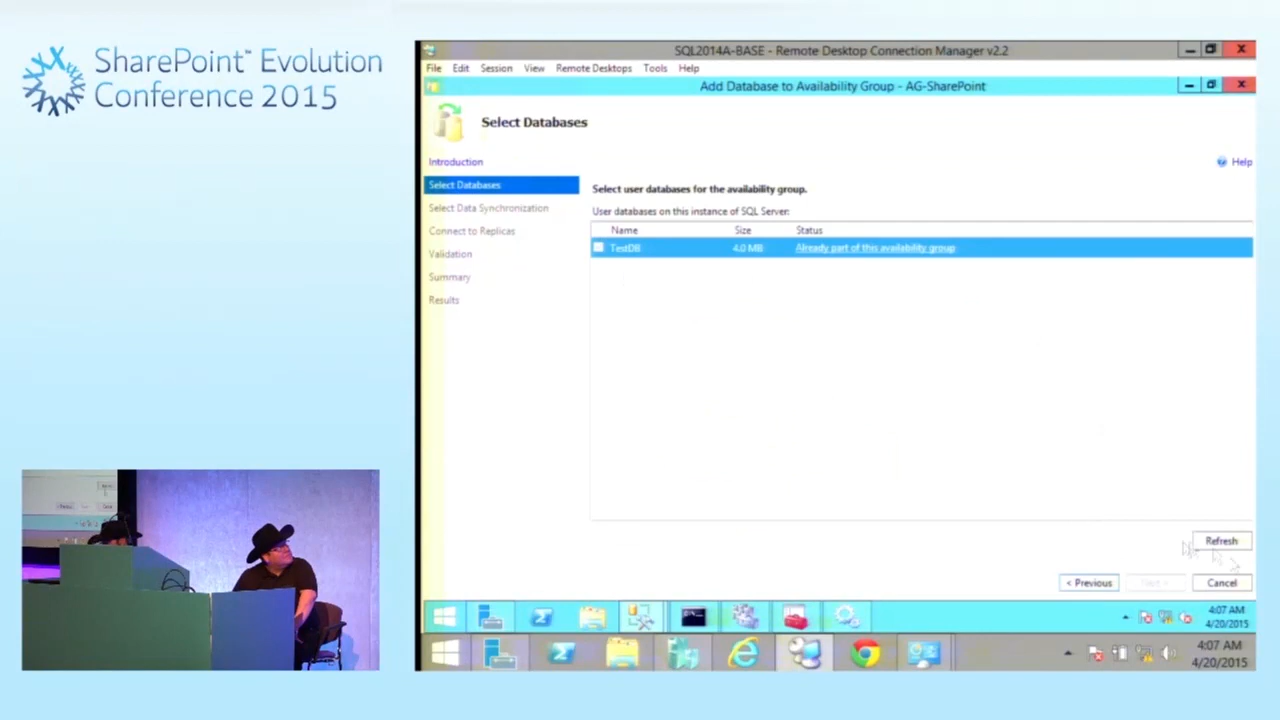 SharePoint™ Evolution
Conference 2015
SQL2014A-BASE - Remote Desktop Connection Manager v2.2
File Edit Session View Remote Desktops Tools Help
Add Database to Availability Group - AG-SharePoint
Select Databases
Introduction
Help
Select Databases
Select user databases for the availability group.
Select Data Synchronization
User databases on this instance of SQL Server:
Connect to Replicas
Name Size Status
TestDB 4.0 MB Already part of this availability group
Validation
Summary
Results
Refresh
< Previous Next > Cancel
4:07 AM
4/20/2015
4:07 AM
4/20/2015